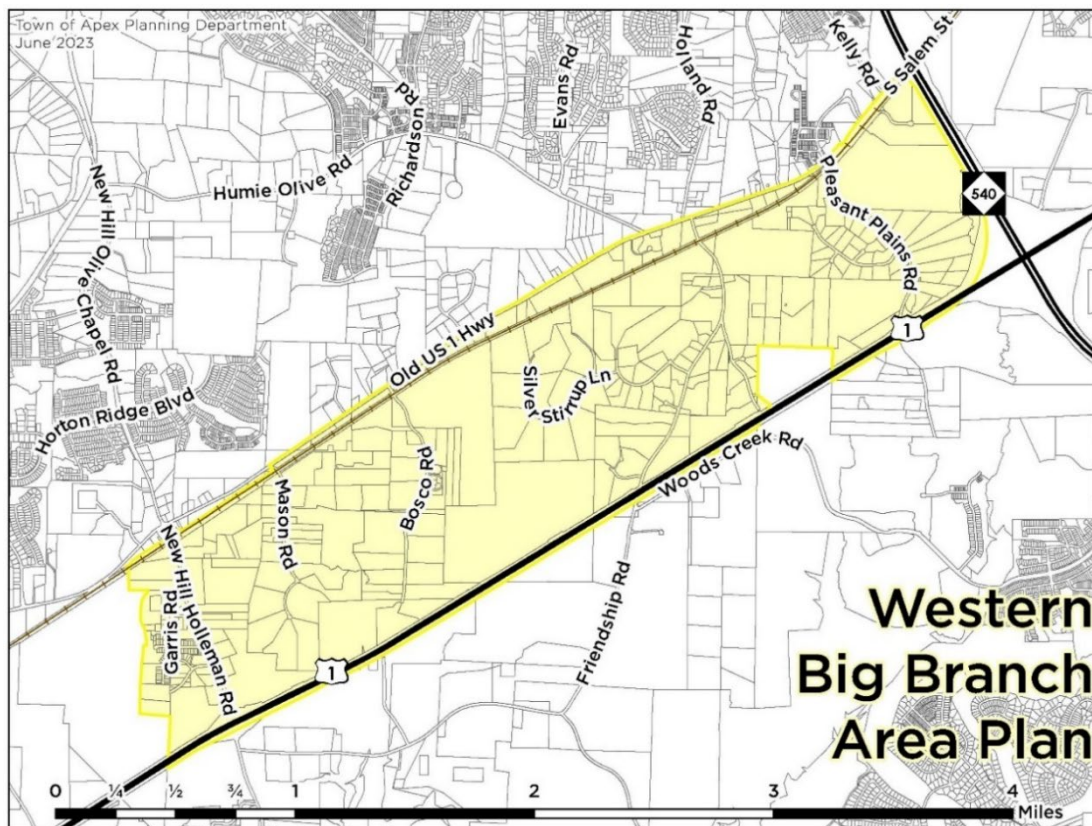 Town of Apex Planning Department
June 2023
Kelly Rd
S Salem St
Evans Rd
Holland Rd
Richardson Rd
Humie Olive Rd
New Hill Olive Chapel Rd
Pleasant Plains Rd
540
1
Old US 1 Hwy
Silver Stirrup Ln
Horton Ridge Blvd
Woods Creek Rd
Bosco Rd
Mason Rd
New Hill Holleman Rd
Garris Rd
Friendship Rd
1
Western
Big Branch
Area Plan
0 ¼ ½ ¾ 1 2 3 4
Miles